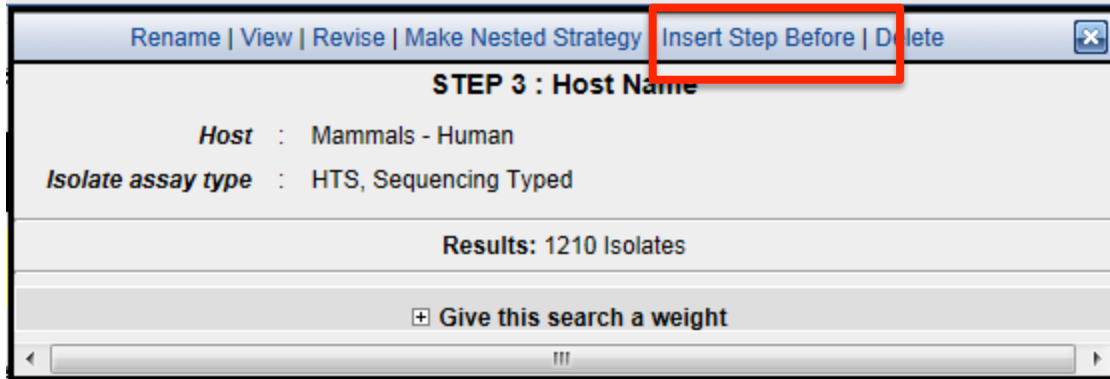 Rename | View | Revise | Make Nested Strategy | Insert Step Before | Delete
STEP 3 : Host Name
Host : Mammals - Human
Isolate assay type : HTS, Sequencing Typed
Results: 1210 Isolates
Give this search a weight